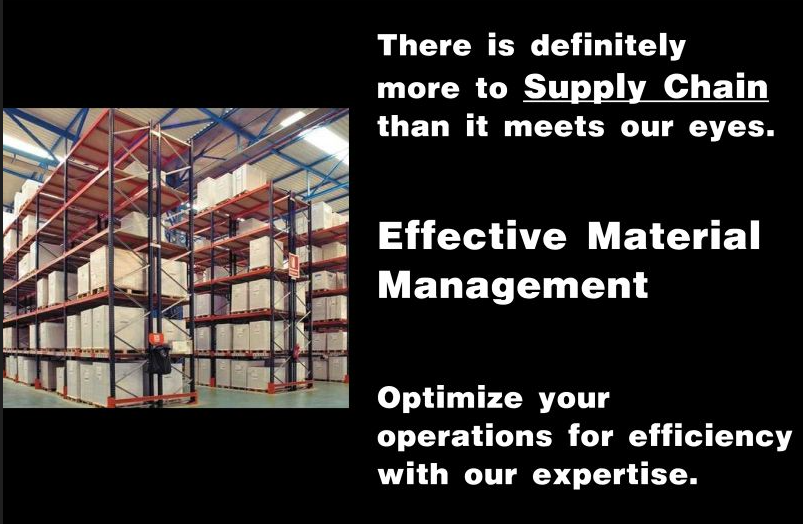 There is definitely
more to Supply Chain
than it meets our eyes.
Effective Material
Management
Optimize your
operations for efficiency
with our expertise.